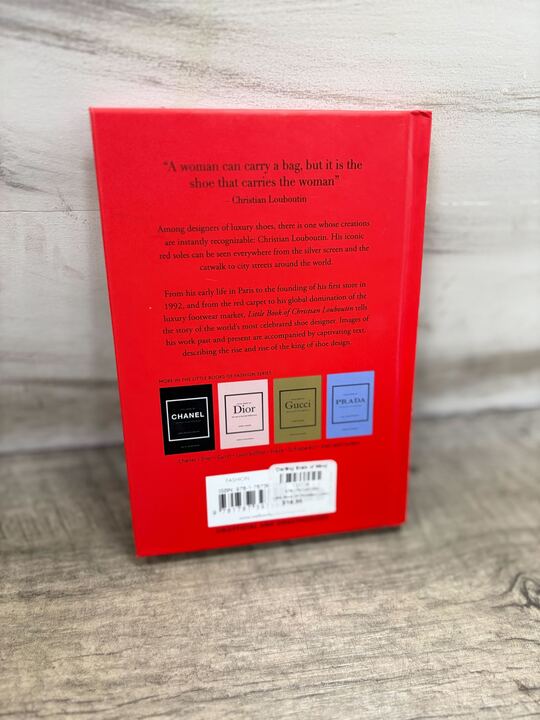 “A woman can carry a bag, but it is the
shoe that carries the woman”
– Christian Louboutin
Among designers of luxury shoes, there is one whose creations
are instantly recognizable: Christian Louboutin. His iconic
red soles can be seen everywhere from the silver screen and the
catwalk to city streets around the world.
From his early life in Paris to the founding of his first store in
1992, and from the red carpet to his global domination of the
luxury footwear market, Little Book of Christian Louboutin tells
the story of the world's most celebrated shoe designer. Images of
his work past and present are accompanied by captivating text,
describing the rise and rise of the king of shoe design.
MORE IN THE LITTLE BOOKS OF FASHION SERIES
CHANEL
Dior
Gucci
PRADA
FASHION
ISBN 978-1-78739